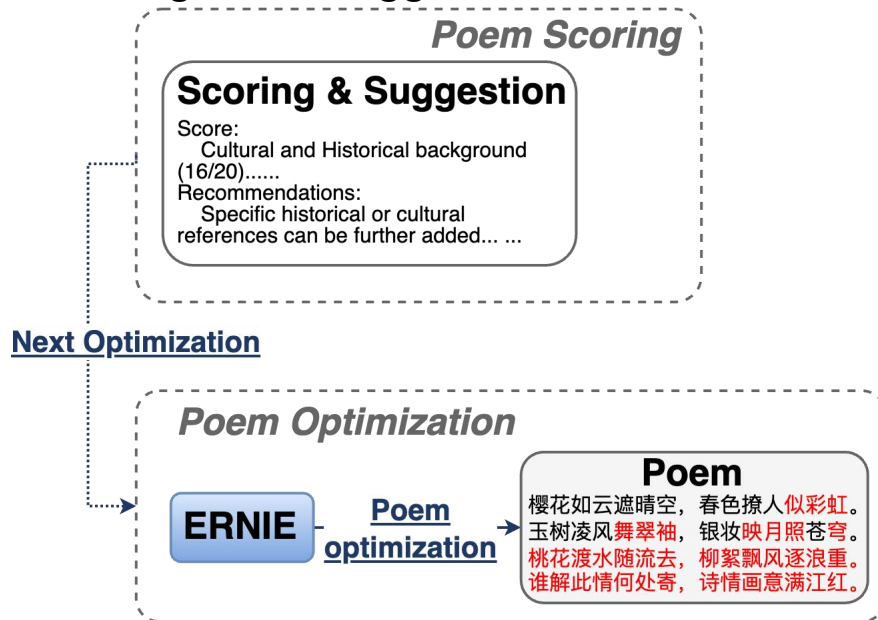 Poem Scoring
Scoring & Suggestion
Score:
Cultural and Historical background
(16/20)......
Recommendations:
Specific historical or cultural
references can be further added... ...
Next Optimization
Poem Optimization
ERNIE
Poem
optimization
Poem
樱花如云遮晴空，春色撩人似彩虹。
玉树凌风舞翠袖，银妆映月照苍穹。
桃花渡水随流去，柳絮飘风逐浪重。
谁解此情何处寄，诗情画意满江红。